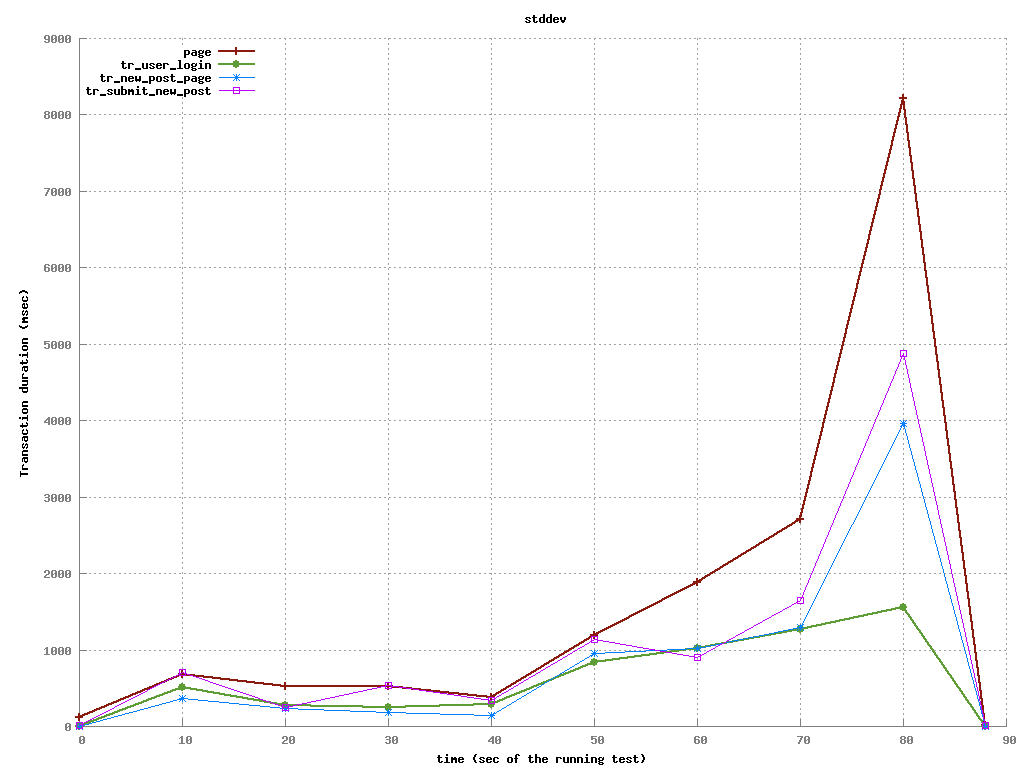 stddev
page
tr_user_login
tr_new_post_page
tr_submit_new_post
9000
8000
7000
6000
5000
4000
3000
2000
1000
0
Transaction duration (msec)
0 10 20 30 40 50 60 70 80 90
time (sec of the running test)